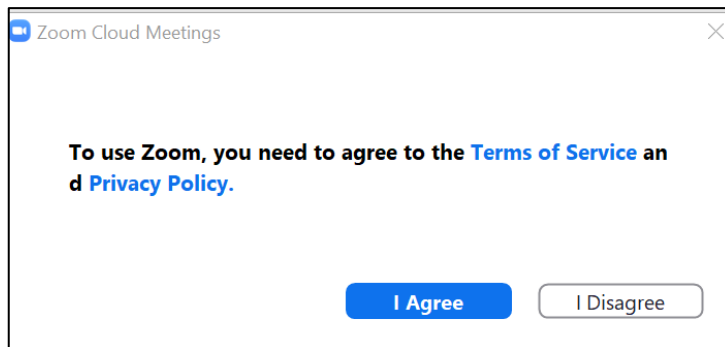 Zoom Cloud Meetings
To use Zoom, you need to agree to the Terms of Service an
d Privacy Policy.
I Agree
I Disagree